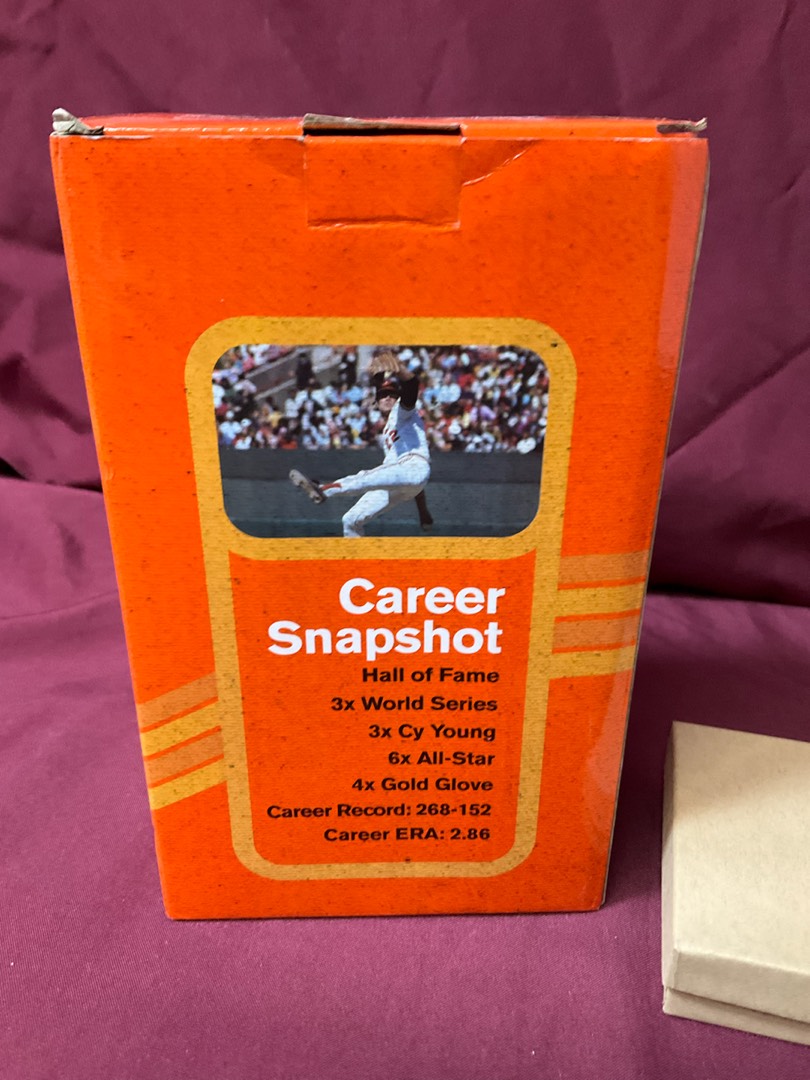 Career
Snapshot
Hall of Fame
3x World Series
3x Cy Young
6x All-Star
4x Gold Glove
Career Record: 268-152
Career ERA: 2.86